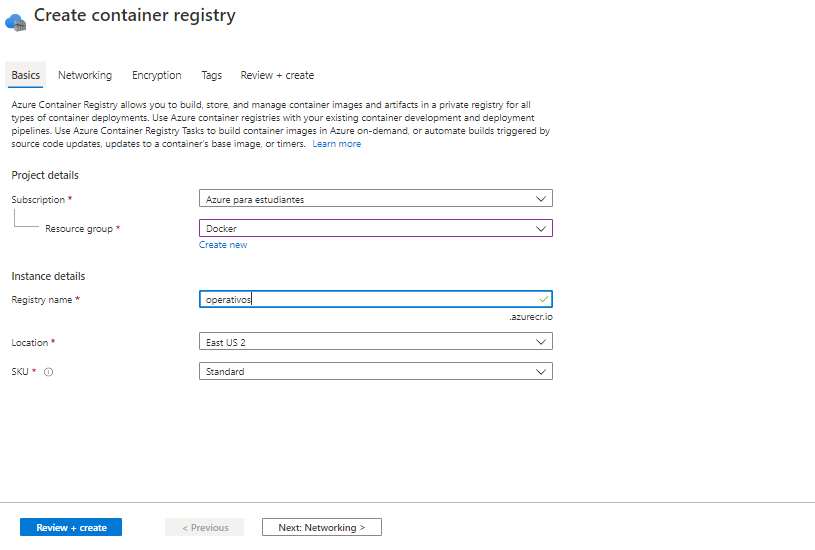 Create container registry
Basics Networking Encryption Tags Review + create
Azure Container Registry allows you to build, store, and manage container images and artifacts in a private registry for all
types of container deployments. Use Azure container registries with your existing container development and deployment
pipelines. Use Azure Container Registry Tasks to build container images in Azure on-demand, or automate builds triggered by
source code updates, updates to a container's base image, or timers. Learn more
Project details
Subscription * Azure para estudiantes
Resource group * Docker
Create new
Instance details
Registry name * operativos
.azurecr.io
Location * East US 2
SKU * Standard
Review + create < Previous Next: Networking >